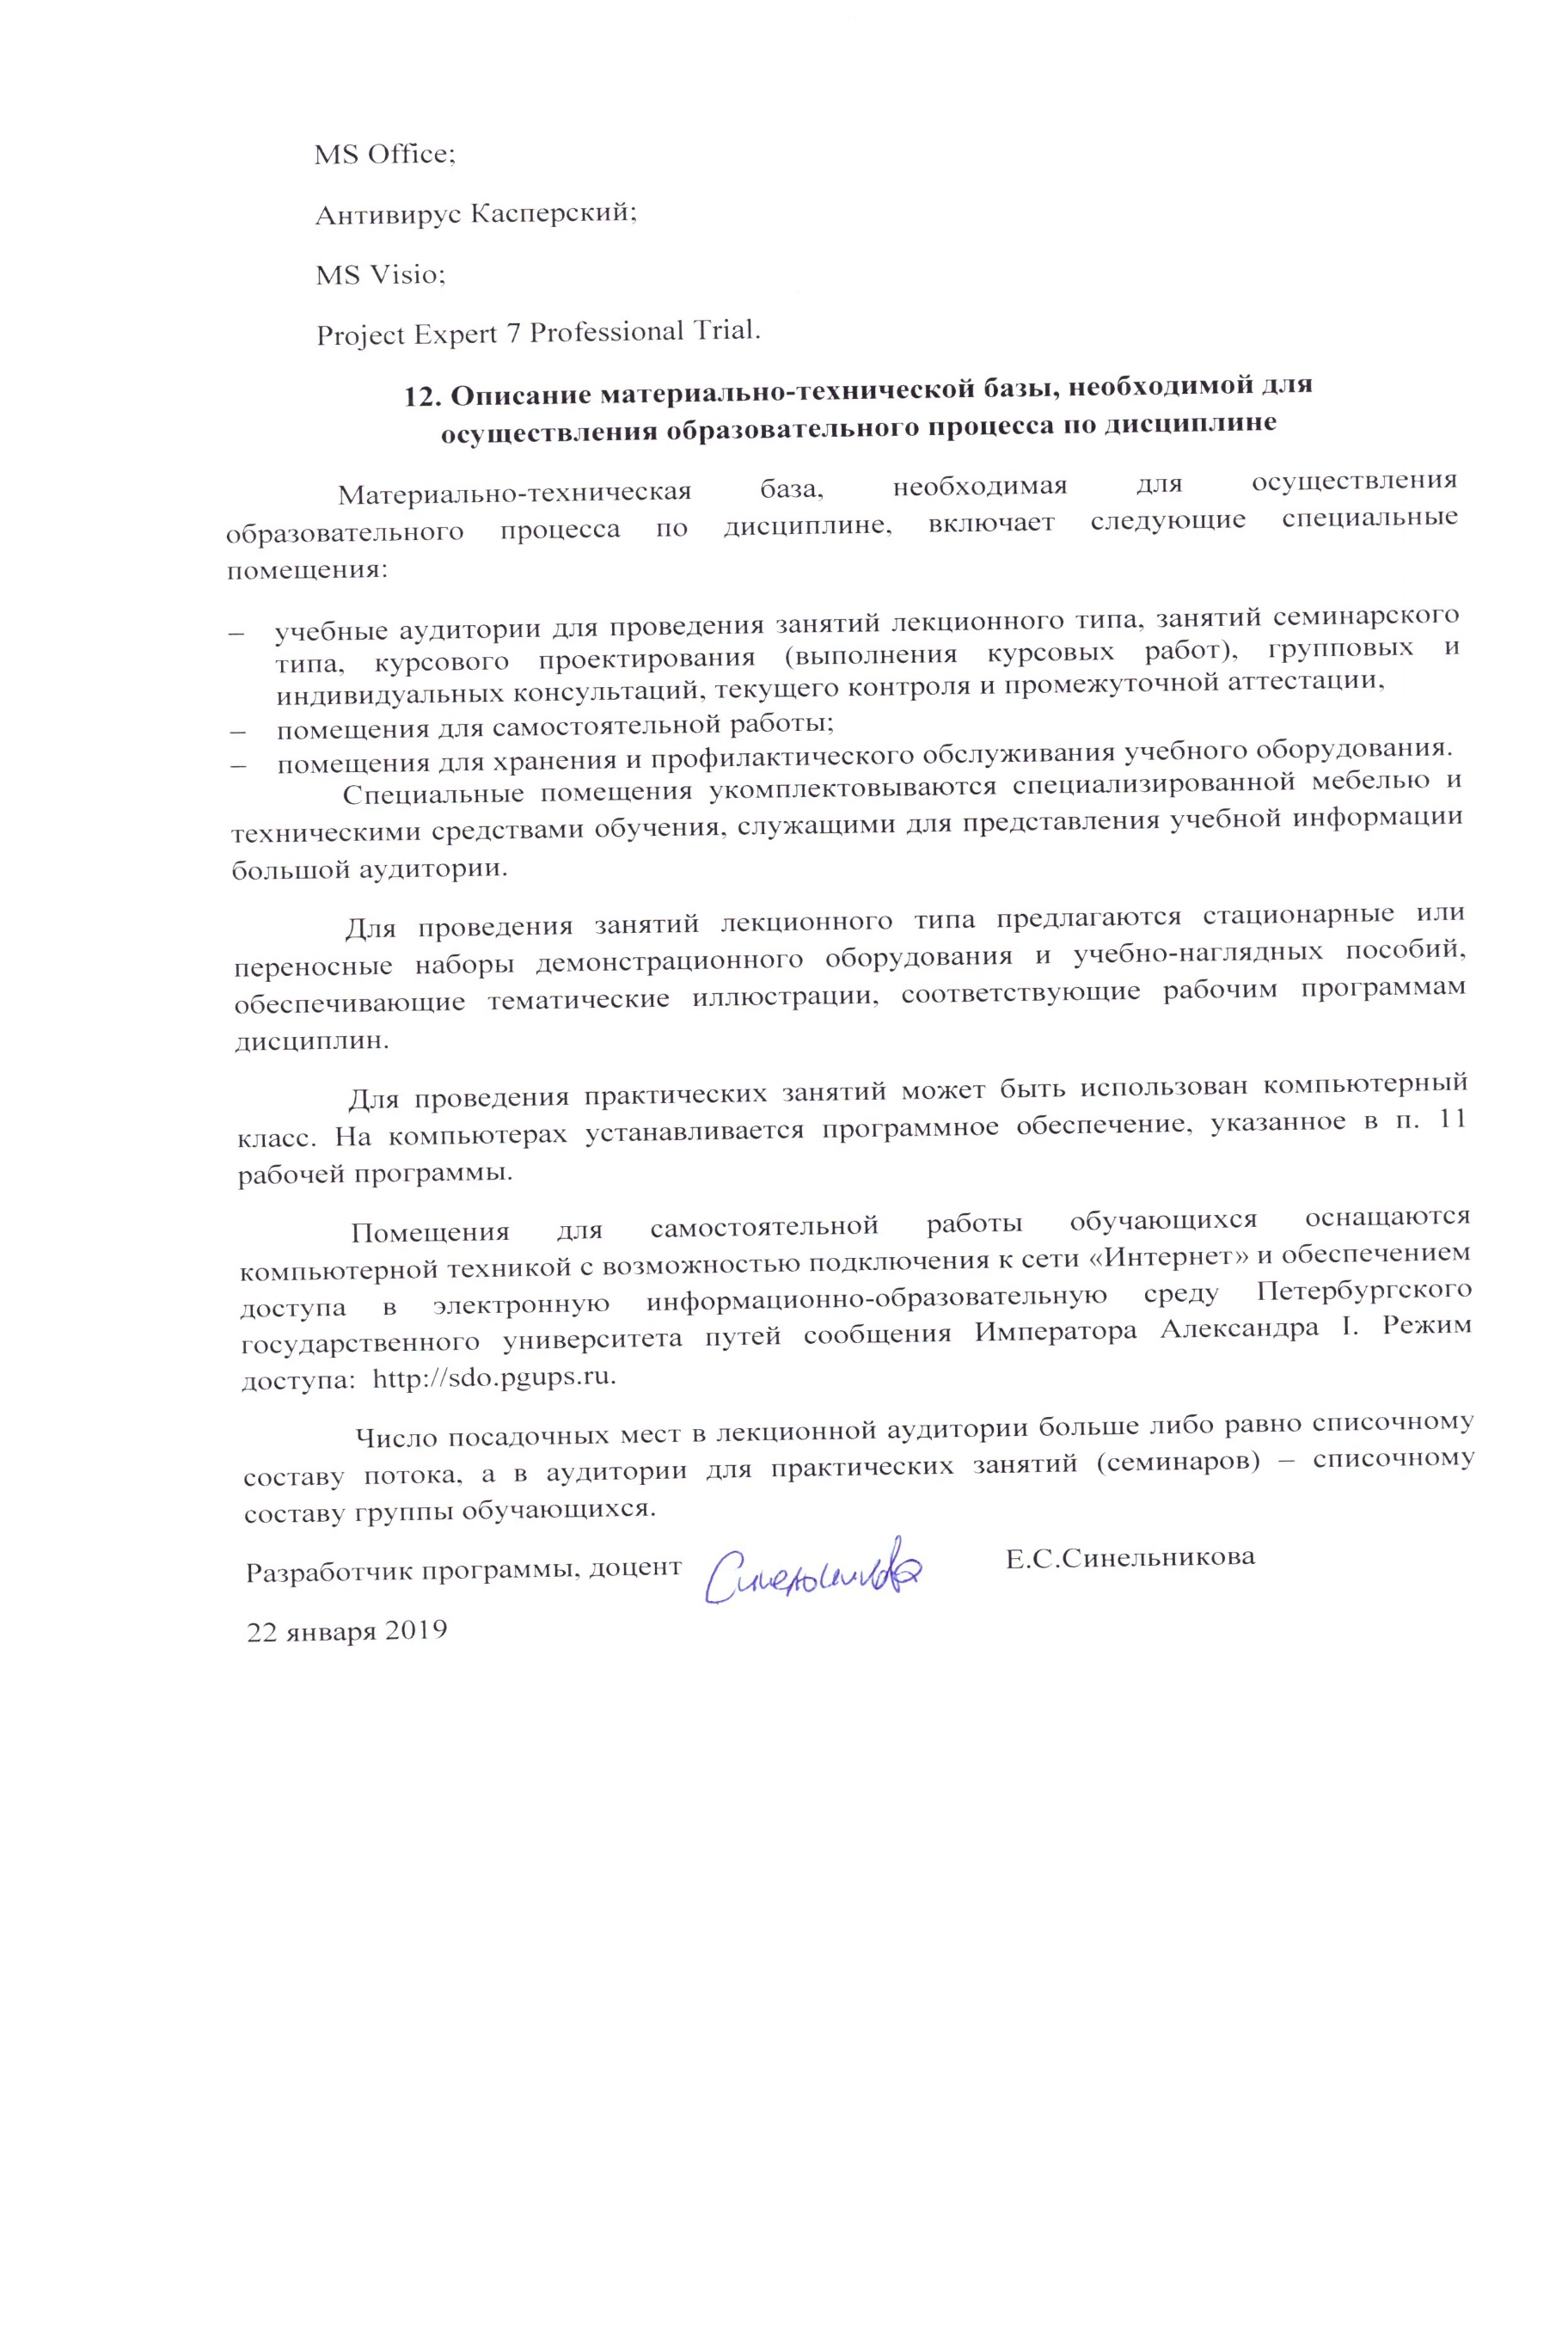 MS Office;
Антивирус Касперский;
MS Visio;
Project Expert 7 Professional Trial.
12. Описание материально-технической базы, необходимой для
осуществления образовательного процесса по дисциплине
Материально-техническая база, необходимая для осуществления
образовательного процесса по дисциплине, включает следующие специальные
помещения:
– учебные аудитории для проведения занятий лекционного типа, занятий семинарского
типа, курсового проектирования (выполнения курсовых работ), групповых и
индивидуальных консультаций, текущего контроля и промежуточной аттестации,
– помещения для самостоятельной работы;
– помещения для хранения и профилактического обслуживания учебного оборудования.
Специальные помещения укомплектовываются специализированной мебелью и
техническими средствами обучения, служащими для представления учебной информации
большой аудитории.
Для проведения занятий лекционного типа предлагаются стационарные или
переносные наборы демонстрационного оборудования и учебно-наглядных пособий,
обеспечивающие тематические иллюстрации, соответствующие рабочим программам
дисциплин.
Для проведения практических занятий может быть использован компьютерный
класс. На компьютерах устанавливается программное обеспечение, указанное в п. 11
рабочей программы.
Помещения для самостоятельной работы обучающихся оснащаются
компьютерной техникой с возможностью подключения к сети «Интернет» и обеспечением
доступа в электронную информационно-образовательную среду Петербургского
государственного университета путей сообщения Императора Александра I. Режим
доступа: http://sdo.pgups.ru.
Число посадочных мест в лекционной аудитории больше либо равно списочному
составу потока, а в аудитории для практических занятий (семинаров) – списочному
составу группы обучающихся.
Разработчик программы, доцент Синельникова Е.С.Синельникова
22 января 2019